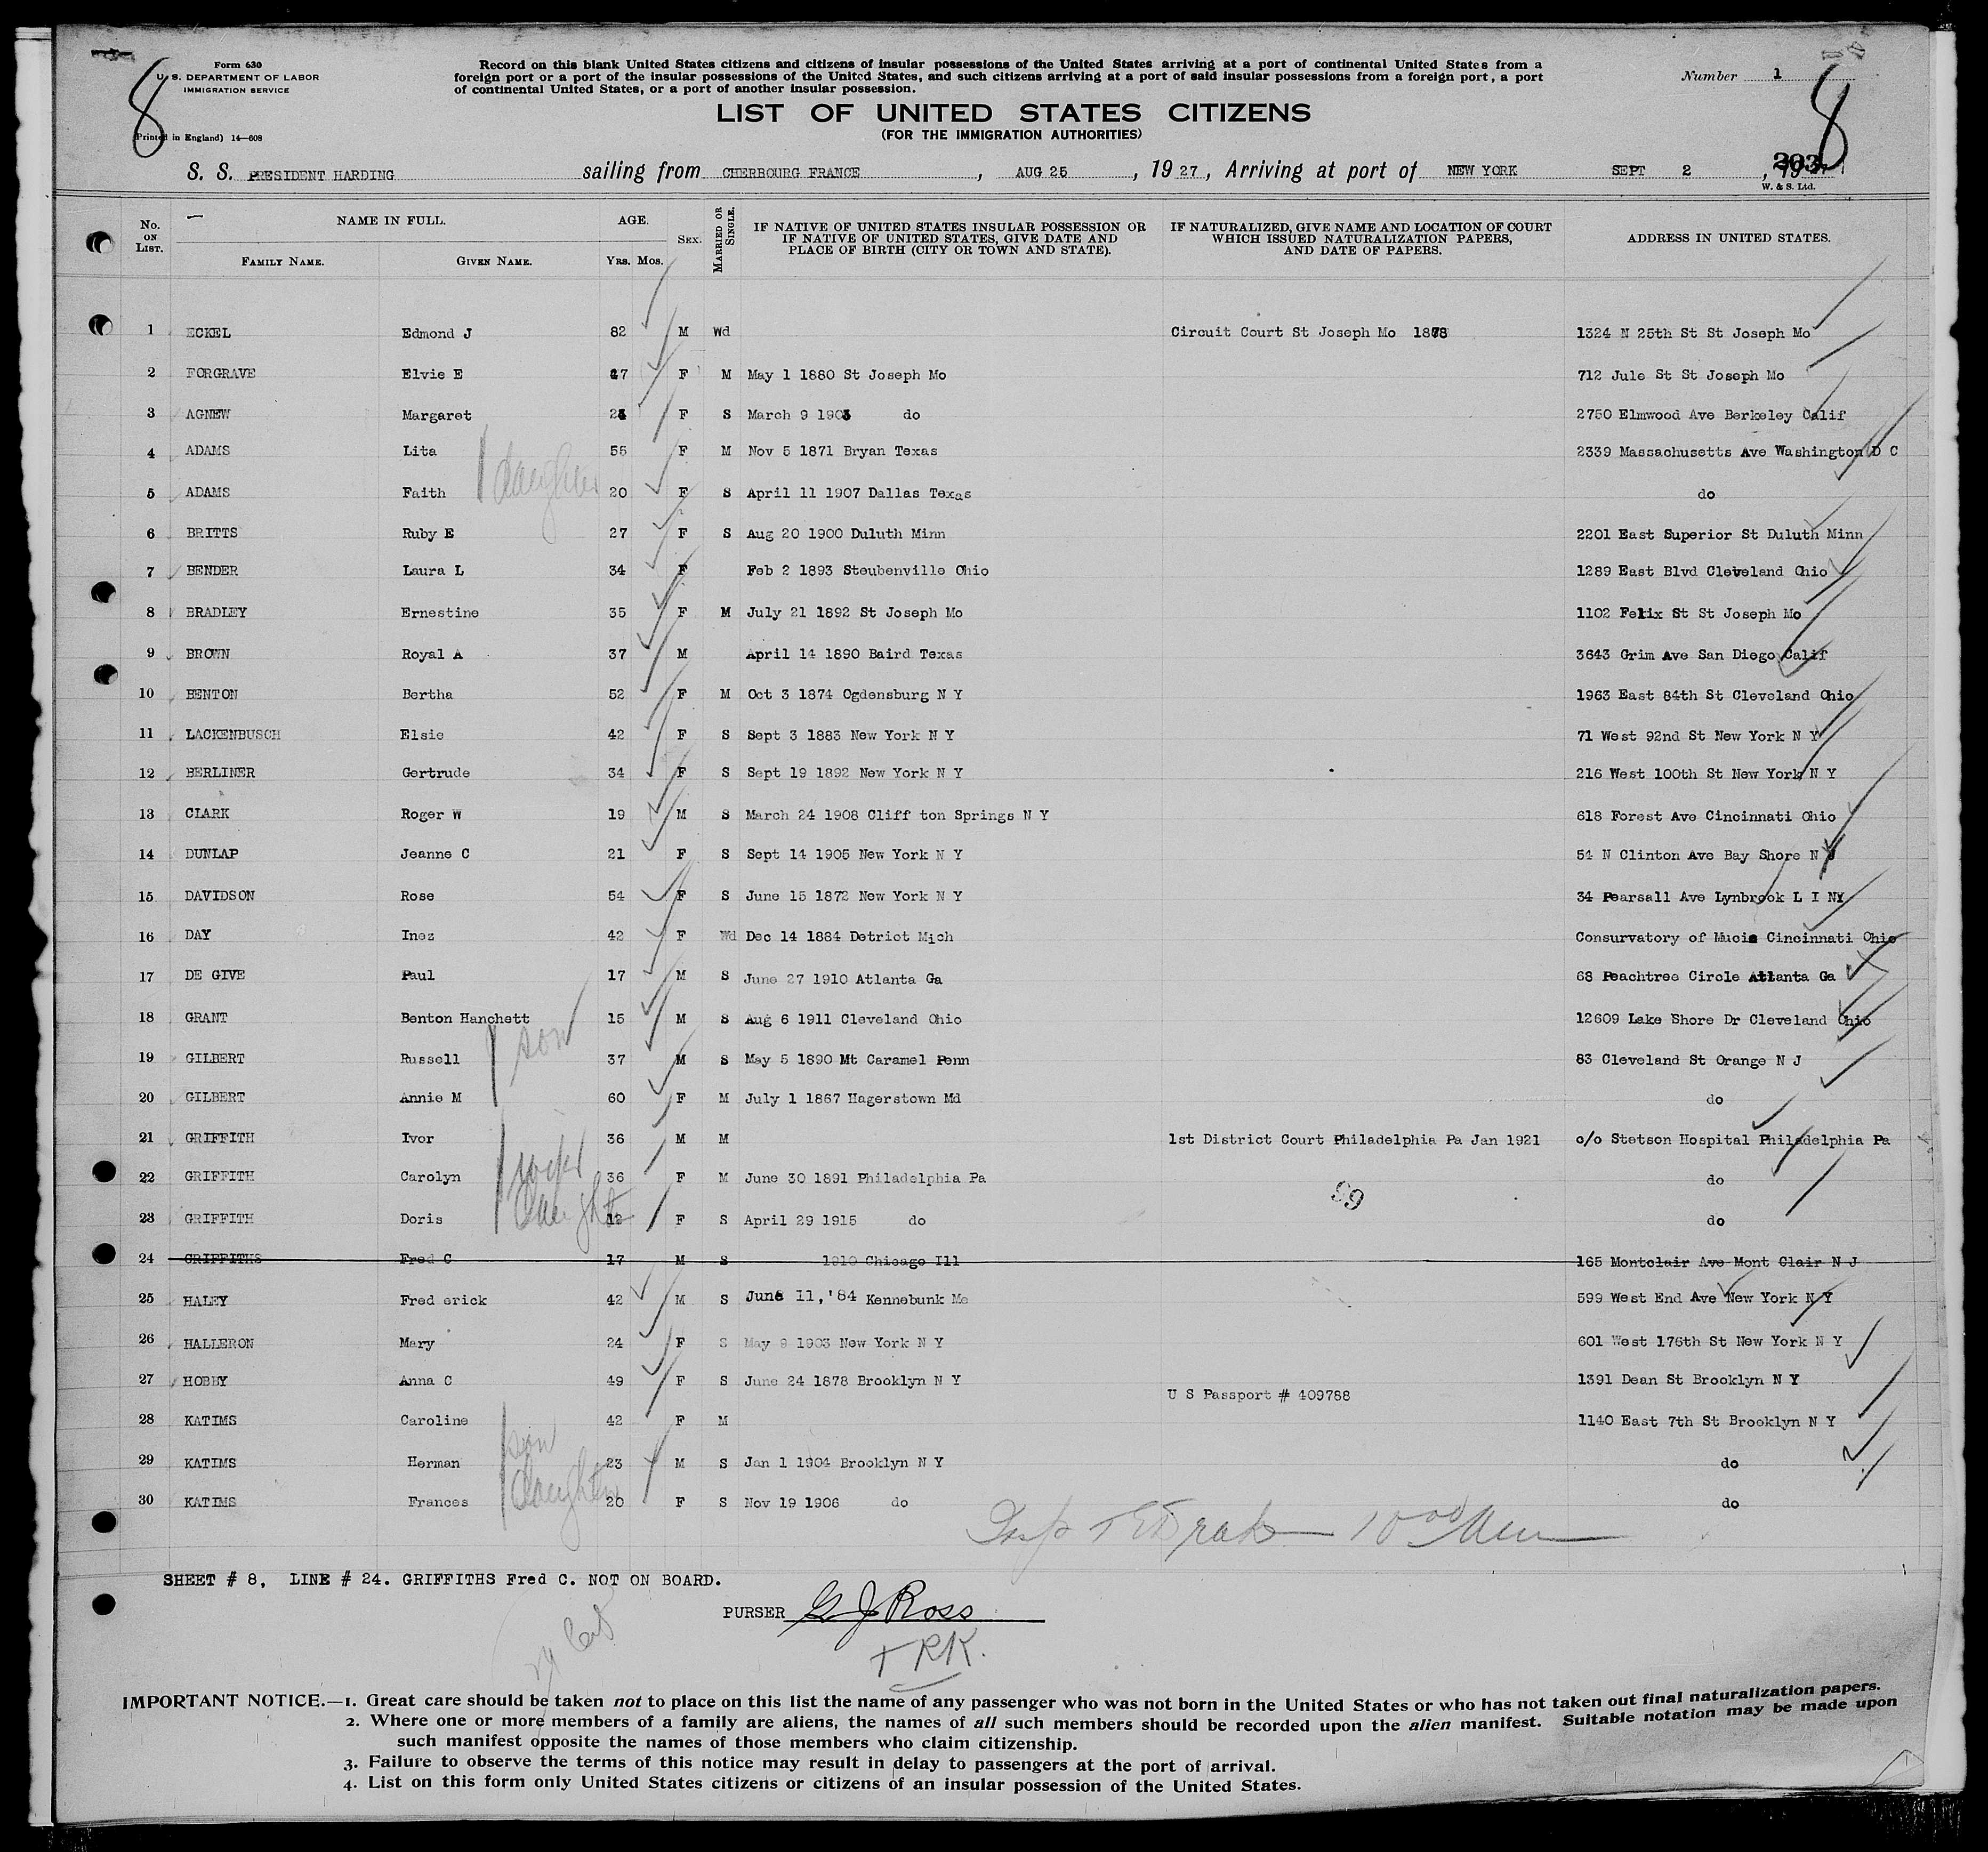 8
Form 630
U. S. DEPARTMENT OF LABOR
IMMIGRATION SERVICE
(Printed in England) 14—608
Record on this blank United States citizens and citizens of insular possessions of the United States arriving at a port of continental United States from a
foreign port or a port of the insular possessions of the United States, and such citizens arriving at a port of said insular possessions from a foreign port, a port
of continental United States, or a port of another insular possession.
Number 1
8
LIST OF UNITED STATES CITIZENS
(FOR THE IMMIGRATION AUTHORITIES)
S. S. PRESIDENT HARDING sailing from CHERBOURG FRANCE, AUG 25, 1927, Arriving at port of NEW YORK SEPT 2, 19
203
W. & S. Ltd.
No. ON LIST. NAME IN FULL. FAMILY NAME. GIVEN NAME. AGE. YRS. MOS. SEX. MARRIED OR SINGLE. IF NATIVE OF UNITED STATES INSULAR POSSESSION OR IF NATIVE OF UNITED STATES, GIVE DATE AND PLACE OF BIRTH (CITY OR TOWN AND STATE). IF NATURALIZED, GIVE NAME AND LOCATION OF COURT WHICH ISSUED NATURALIZATION PAPERS, AND DATE OF PAPERS. ADDRESS IN UNITED STATES.
1 ECKEL Edmond J 82 M Wd Circuit Court St Joseph Mo 1878 1324 N 25th St St Joseph Mo
2 FORGRAVE Elvie E 47 F M May 1 1880 St Joseph Mo 712 Jule St St Joseph Mo
3 AGNEW Margaret 24 F S March 9 1903 do 2750 Elmwood Ave Berkeley Calif
4 ADAMS Lita 55 F M Nov 5 1871 Bryan Texas 2339 Massachusetts Ave Washington D C
5 ADAMS Faith daughter 20 F S April 11 1907 Dallas Texas do
6 BRITTS Ruby E 27 F S Aug 20 1900 Duluth Minn 2201 East Superior St Duluth Minn
7 BENDER Laura L 34 F Feb 2 1893 Steubenville Ohio 1289 East Blvd Cleveland Ohio
8 BRADLEY Ernestine 35 F M July 21 1892 St Joseph Mo 1102 Felix St St Joseph Mo
9 BROWN Royal A 37 M April 14 1890 Baird Texas 3643 Grim Ave San Diego Calif
10 BENTON Bertha 52 F M Oct 3 1874 Ogdensburg N Y 1963 East 84th St Cleveland Ohio
11 LACKENBUSCH Elsie 42 F S Sept 3 1883 New York N Y 71 West 92nd St New York N Y
12 BERLINER Gertrude 34 F S Sept 19 1892 New York N Y 216 West 100th St New York N Y
13 CLARK Roger W 19 M S March 24 1908 Cliff ton Springs N Y 618 Forest Ave Cincinnati Ohio
14 DUNLAP Jeanne C 21 F S Sept 14 1905 New York N Y 54 N Clinton Ave Bay Shore N J
15 DAVIDSON Rose 54 F S June 15 1872 New York N Y 34 Pearsall Ave Lynbrook L I NY
16 DAY Inez 42 F Wd Dec 14 1884 Detriot Mich Consurvatory of Mucis Cincinnati Ohio
17 DE GIVE Paul 17 M S June 27 1910 Atlanta Ga 68 Peachtree Circle Atlanta Ga
18 GRANT Benton Hanchett 15 M S Aug 6 1911 Cleveland Ohio 12609 Lake Shore Dr Cleveland Ohio
19 GILBERT Russell son 37 M S May 5 1890 Mt Caramel Penn 83 Cleveland St Orange N J
20 GILBERT Annie M 60 F M July 1 1867 Hagerstown Md do
21 GRIFFITH Ivor 36 M M 1st District Court Philadelphia Pa Jan 1921 c/o Stetson Hospital Philadelphia Pa
22 GRIFFITH Carolyn wife 36 F M June 30 1891 Philadelphia Pa do
99
23 GRIFFITH Doris daughter 12 F S April 29 1915 do do
24 GRIFFITHS Fred C 17 M S 1910 Chicago Ill 165 Montclair Ave Mont Clair N J
25 HALEY Fred erick 42 M S June 11,'84 Kennebunk Me 599 West End Ave New York N Y
26 HALLERON Mary 24 F S May 9 1903 New York N Y 601 West 176th St New York N Y
27 HOBBY Anna C 49 F S June 24 1878 Brooklyn N Y 1391 Dean St Brooklyn N Y
U S Passport # 409788
28 KATIMS Caroline 42 F M 1140 East 7th St Brooklyn N Y
29 KATIMS Herman son 23 M S Jan 1 1904 Brooklyn N Y do
30 KATIMS Frances daughter 20 F S Nov 19 1906 do do
SHEET # 8, LINE # 24. GRIFFITHS Fred C. NOT ON BOARD.
PURSER G J Ross
TRK.
IMPORTANT NOTICE.—1. Great care should be taken not to place on this list the name of any passenger who was not born in the United States or who has not taken out final naturalization papers.
2. Where one or more members of a family are aliens, the names of all such members should be recorded upon the alien manifest. Suitable notation may be made upon
such manifest opposite the names of those members who claim citizenship.
3. Failure to observe the terms of this notice may result in delay to passengers at the port of arrival.
4. List on this form only United States citizens or citizens of an insular possession of the United States.